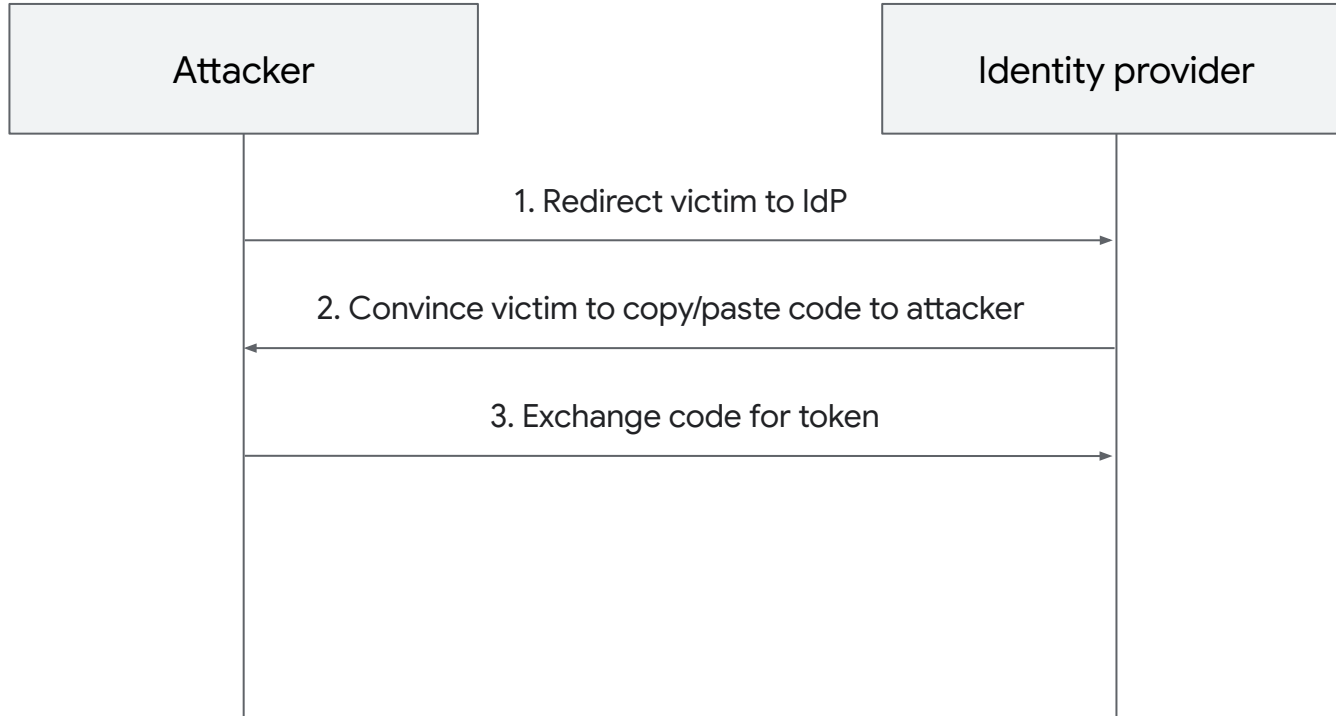 Attacker
Identity provider
1. Redirect victim to IdP
2. Convince victim to copy/paste code to attacker
3. Exchange code for token